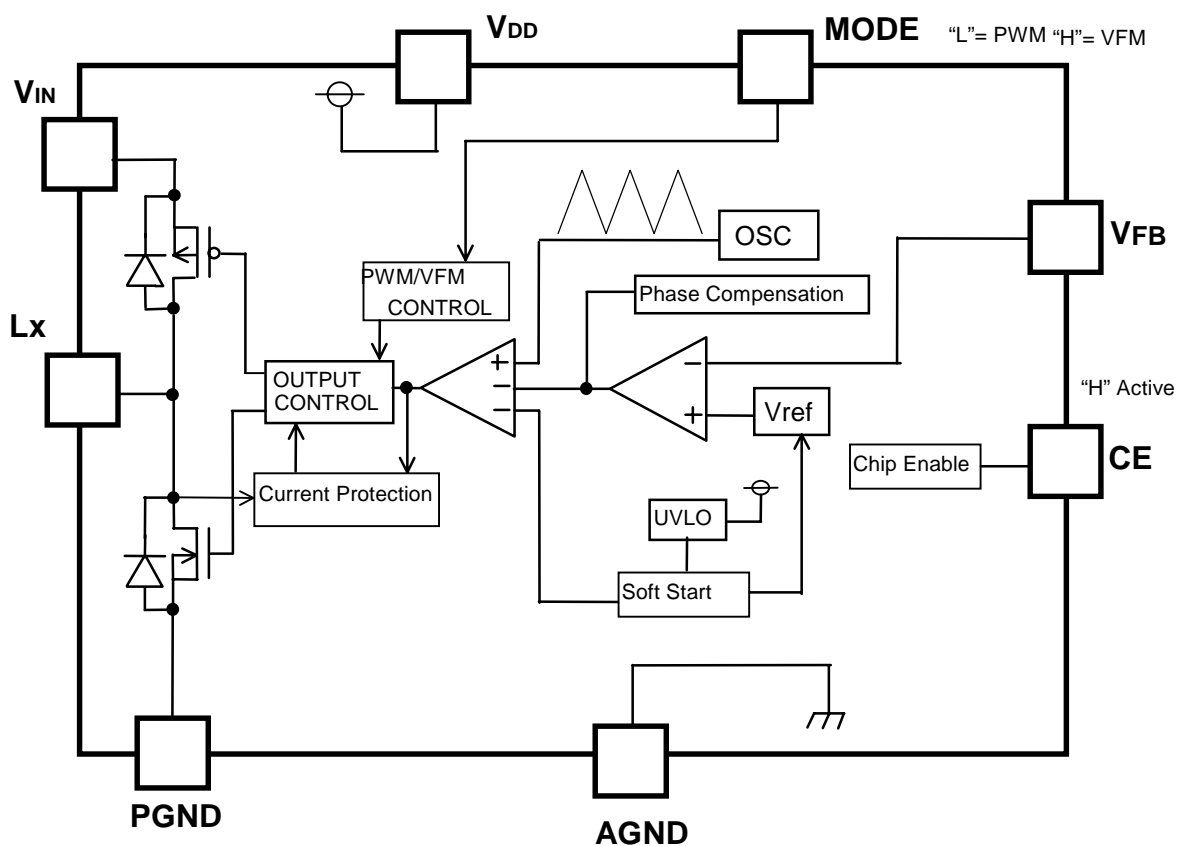 VDD
MODE “L”= PWM “H”= VFM
VIN
OSC
VFB
PWM/VFM
CONTROL
Phase Compensation
Lx
OUTPUT
CONTROL
+
−
−
−
+
Vref
“H” Active
Chip Enable
CE
Current Protection
UVLO
Soft Start
PGND
AGND